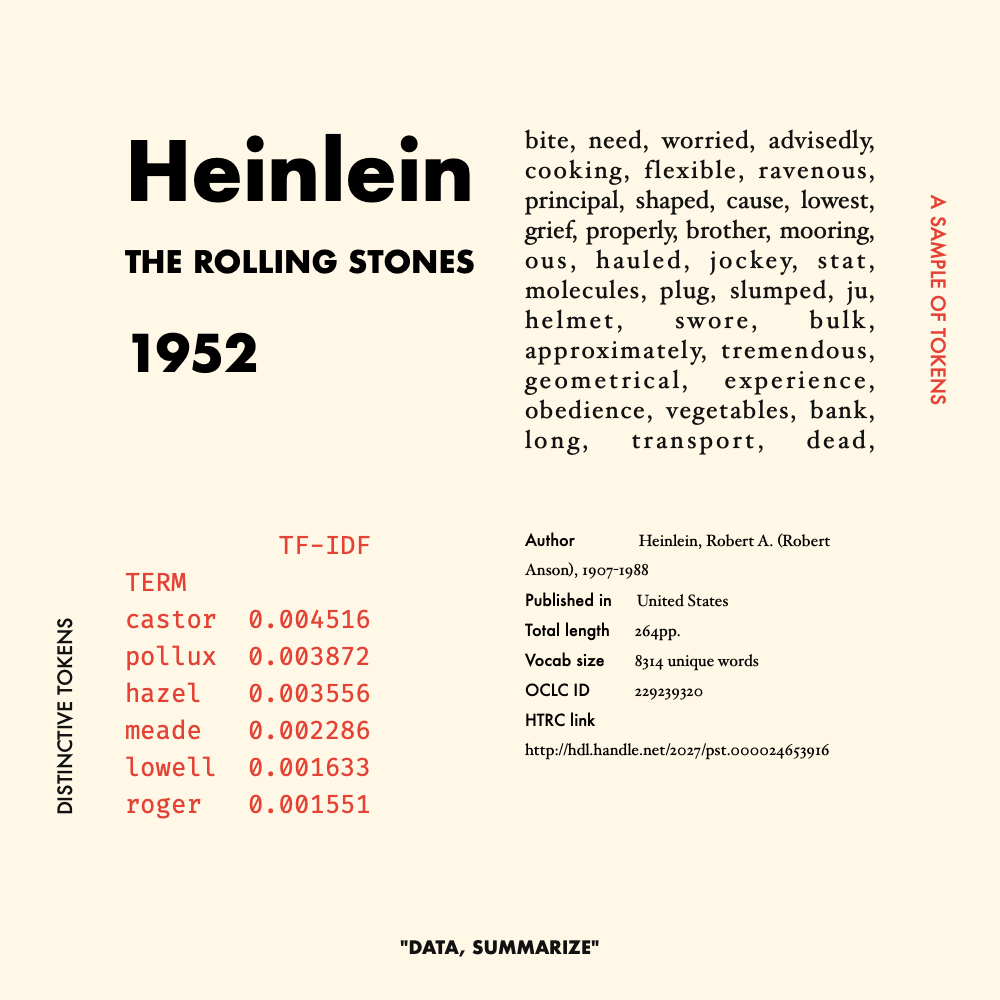 Heinlein
THE ROLLING STONES
1952
bite, need, worried, advisedly,
cooking, flexible, ravenous,
principal, shaped, cause, lowest,
grief, properly, brother, mooring,
ous, hauled, jockey, stat,
molecules, plug, slumped, ju,
helmet, swore, bulk,
approximately, tremendous,
geometrical, experience,
obedience, vegetables, bank,
long, transport, dead,
A SAMPLE OF TOKENS
DISTINCTIVE TOKENS
TF-IDF
TERM
castor 0.004516
pollux 0.003872
hazel 0.003556
meade 0.002286
lowell 0.001633
roger 0.001551
Author Heinlein, Robert A. (Robert
Anson), 1907-1988
Published in United States
Total length 264pp.
Vocab size 8314 unique words
OCLC ID 229239320
HTRC link
http://hdl.handle.net/2027/pst.000024653916
"DATA, SUMMARIZE"